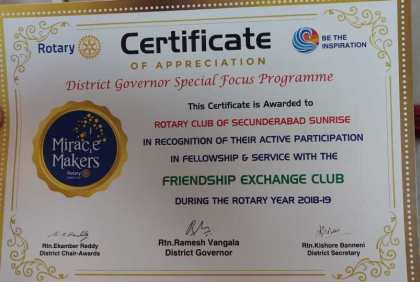 Rotary
Certificate
OF APPRECIATION
BE THE
INSPIRATION
District Governor Special Focus Programme
This Certificate is Awarded to
ROTARY CLUB OF SECUNDERABAD SUNRISE
IN RECOGNITION OF THEIR ACTIVE PARTICIPATION
IN FELLOWSHIP & SERVICE WITH THE
FRIENDSHIP EXCHANGE CLUB
DURING THE ROTARY YEAR 2018-19
Miracle
Makers
Rotary
Rtn.Ekamber Reddy
District Chair-Awards
Rtn.Ramesh Vangala
District Governor
Rtn.Kishore Donneni
District Secretary